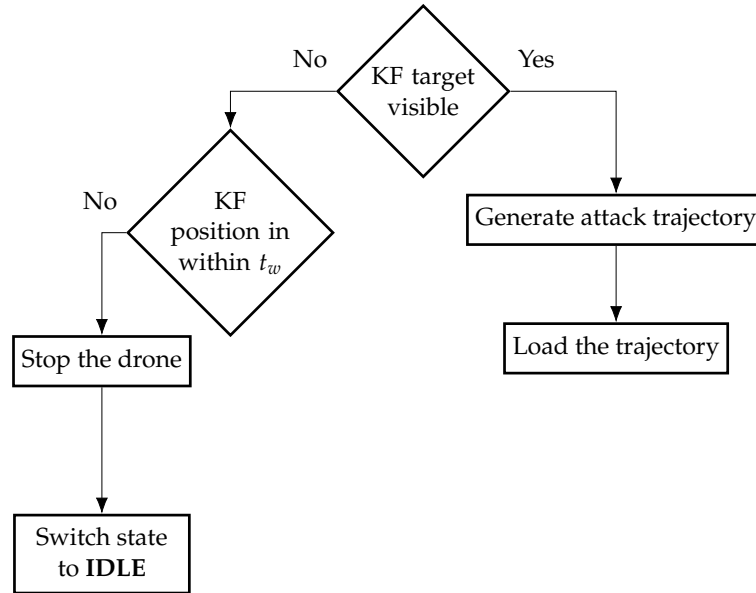 No
KF target
visible
Yes
No
KF
position in
within t_w
Generate attack trajectory
Stop the drone
Load the trajectory
Switch state
to IDLE